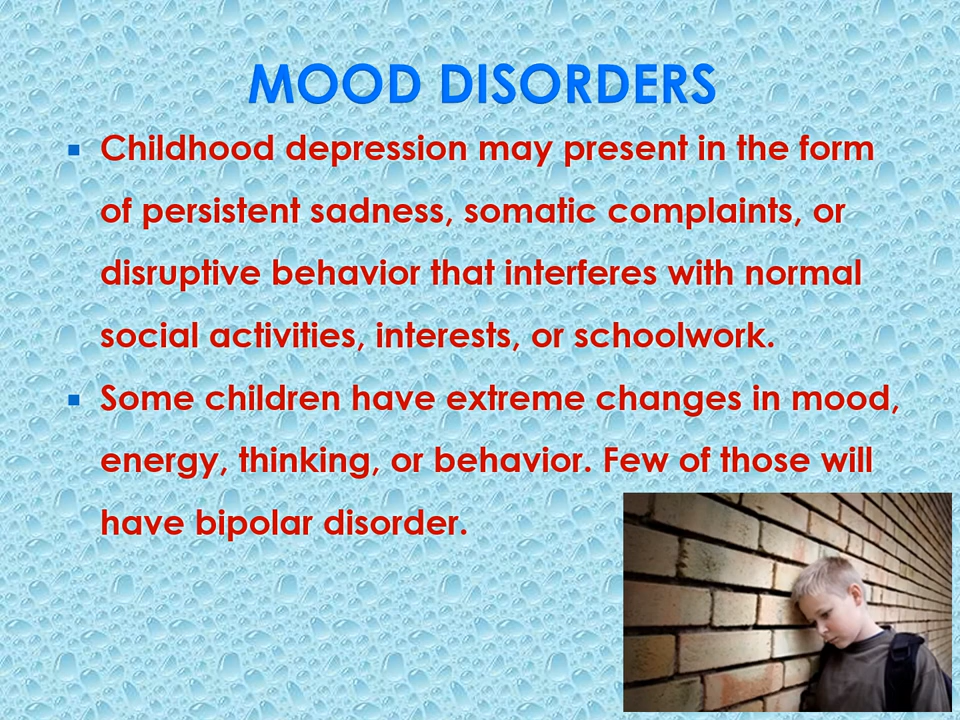 MOOD DISORDERS
▪ Childhood depression may present in the form
of persistent sadness, somatic complaints, or
disruptive behavior that interferes with normal
social activities, interests, or schoolwork.
▪ Some children have extreme changes in mood,
energy, thinking, or behavior. Few of those will
have bipolar disorder.